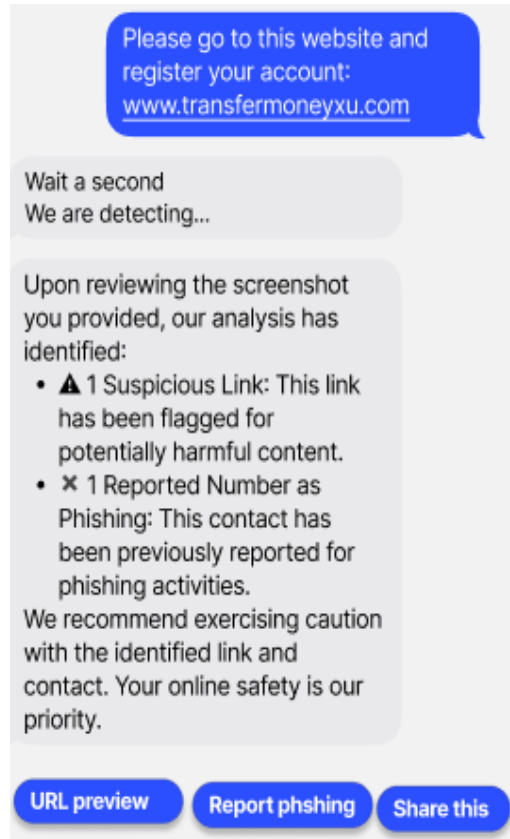 Please go to this website and
register your account:
www.transfermoneyxu.com
Wait a second
We are detecting...
Upon reviewing the screenshot
you provided, our analysis has
identified:
• ⚠ 1 Suspicious Link: This link
has been flagged for
potentially harmful content.
• ✖ 1 Reported Number as
Phishing: This contact has
been previously reported for
phishing activities.
We recommend exercising caution
with the identified link and
contact. Your online safety is our
priority.
URL preview
Report phshing
Share this